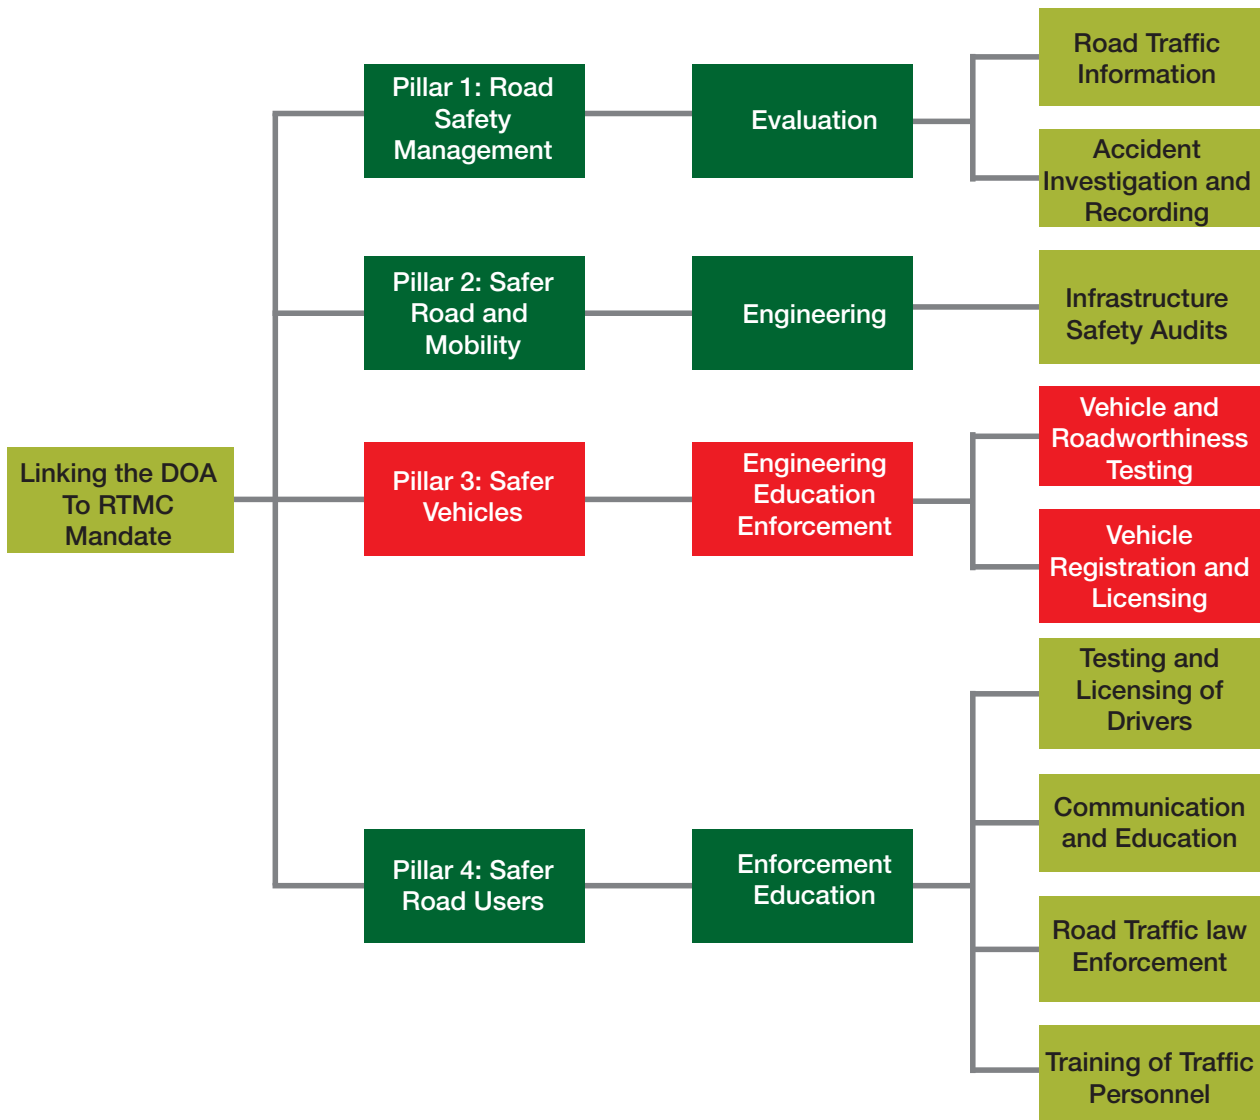 Linking the DOA
To RTMC
Mandate
Pillar 1: Road
Safety
Management
Evaluation
Road Traffic
Information
Accident
Investigation and
Recording
Pillar 2: Safer
Road and
Mobility
Engineering
Infrastructure
Safety Audits
Pillar 3: Safer
Vehicles
Engineering
Education
Enforcement
Vehicle and
Roadworthiness
Testing
Vehicle
Registration and
Licensing
Pillar 4: Safer
Road Users
Enforcement
Education
Testing and
Licensing of
Drivers
Communication
and Education
Road Traffic law
Enforcement
Training of Traffic
Personnel